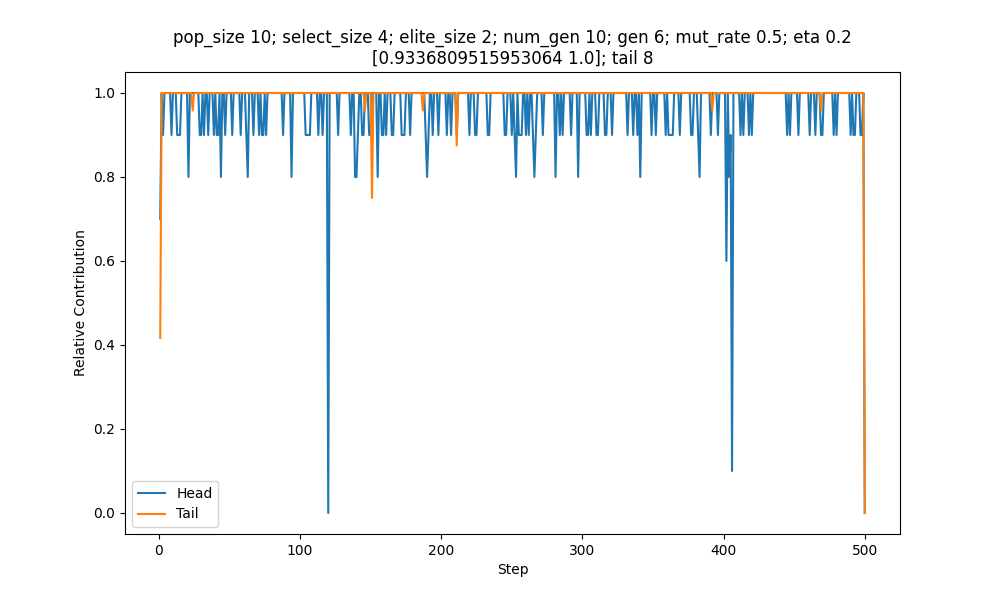 pop_size 10; select_size 4; elite_size 2; num_gen 10; gen 6; mut_rate 0.5; eta 0.2
[0.9336809515953064 1.0]; tail 8
1.0
0.8
0.6
0.4
0.2
0.0
Relative Contribution
Head
Tail
0
100
200
300
400
500
Step